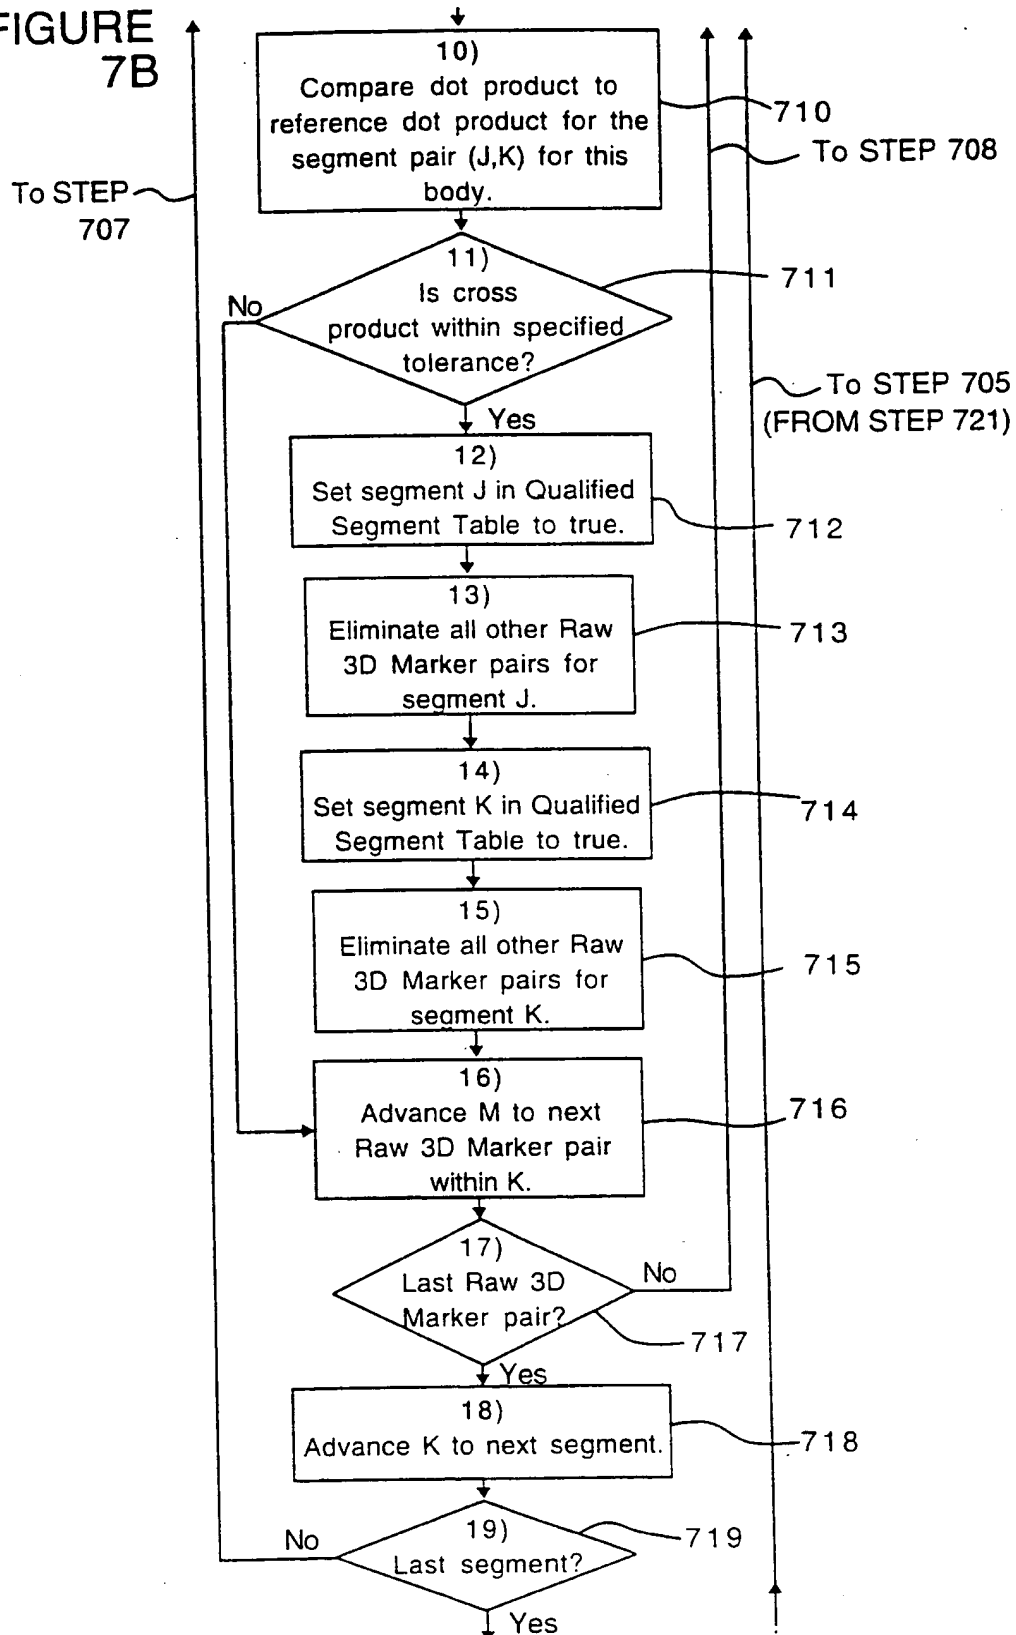 FIGURE
7B
10)
Compare dot product to
reference dot product for the
segment pair (J,K) for this
body.
710
To STEP 708
To STEP
707
11)
Is cross
product within specified
tolerance?
711
No
Yes
To STEP 705
(FROM STEP 721)
12)
Set segment J in Qualified
Segment Table to true.
712
13)
Eliminate all other Raw
3D Marker pairs for
segment J.
713
14)
Set segment K in Qualified
Segment Table to true.
714
15)
Eliminate all other Raw
3D Marker pairs for
segment K.
715
16)
Advance M to next
Raw 3D Marker pair
within K.
716
17)
Last Raw 3D
Marker pair?
No
717
Yes
18)
Advance K to next segment.
718
19)
Last segment?
No
719
Yes